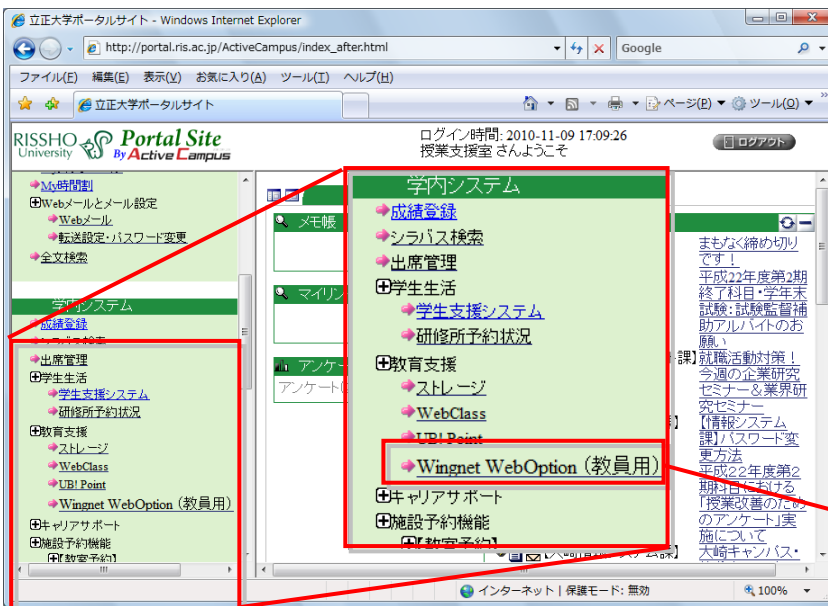 立正大学ポータルサイト - Windows Internet Explorer
http://portal.ris.ac.jp/ActiveCampus/index_after.html
Google
ファイル(F) 編集(E) 表示(V) お気に入り(A) ツール(T) ヘルプ(H)
立正大学ポータルサイト
ページ(P) ツール(O)
RISSHO University
Portal Site
By Active Campus
ログイン時間: 2010-11-09 17:09:26
授業支援室 さんようこそ
ログアウト
My時間割
Webメールとメール設定
Webメール
転送設定・パスワード変更
全文検索
学内システム
成績登録
出席管理
学生生活
学生支援システム
研修所予約状況
教育支援
ストレージ
WebClass
UB! Point
Wingnet WebOption (教員用)
キャリアサポート
施設予約機能
【教室予約】
メモ帳
マイリン
アンケー
アンケート
学内システム
成績登録
シラバス検索
出席管理
学生生活
学生支援システム
研修所予約状況
教育支援
ストレージ
WebClass
UB! Point
Wingnet WebOption (教員用)
キャリアサポート
施設予約機能
【教室予約】
まもなく締め切り
です!
平成22年度第2期
終了科目・学年末
試験:試験監督補
助アルバイトのお
願い
課】就職活動対策!
今週の企業研究
セミナー&業界研
究セミナー
【情報システム
課】パスワード変
更方法
平成22年度第2
期科目における
「授業改善のため
のアンケート」実
施について
大崎キャンパス・
インターネット | 保護モード: 無効
100%